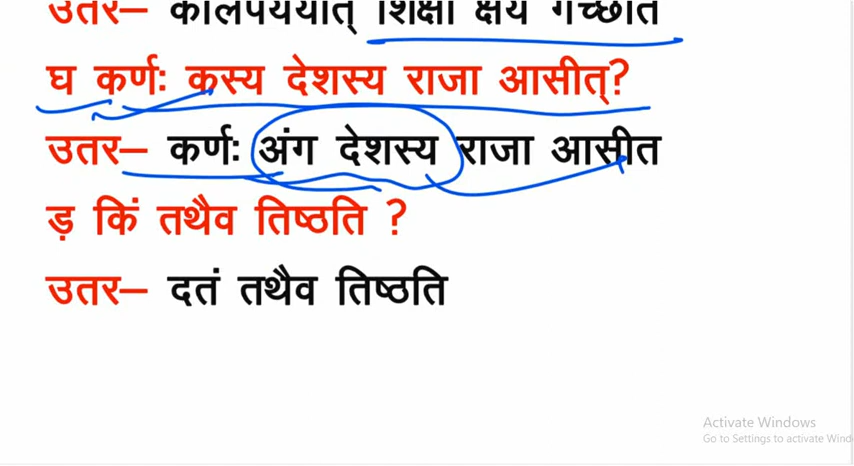 उतर– कालपर्ययात् शिक्षा क्षयं गच्छति
घ कर्णः कस्य देशस्य राजा आसीत्?
उतर– कर्णः अंग देशस्य राजा आसीत
ड़ किं तथैव तिष्ठति ?
उतर– दतं तथैव तिष्ठति
Activate Windows
Go to Settings to activate Wind